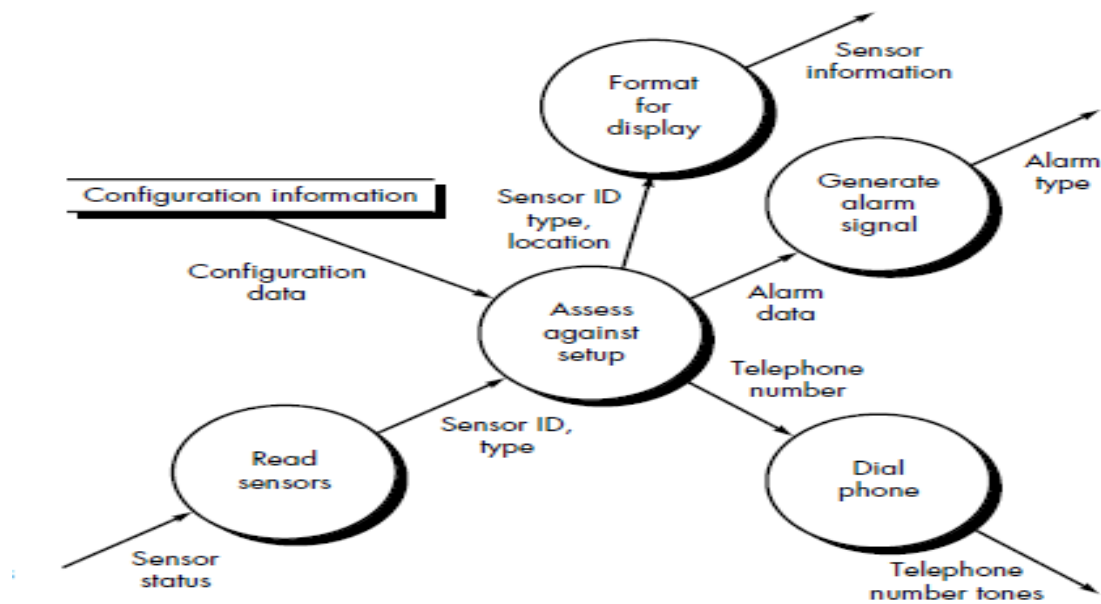 Format
for
display
Sensor
information
Generate
alarm
signal
Alarm
type
Configuration information
Sensor ID
type,
location
Configuration
data
Assess
against
setup
Alarm
data
Telephone
number
Sensor ID,
type
Read
sensors
Dial
phone
Sensor
status
Telephone
number tones